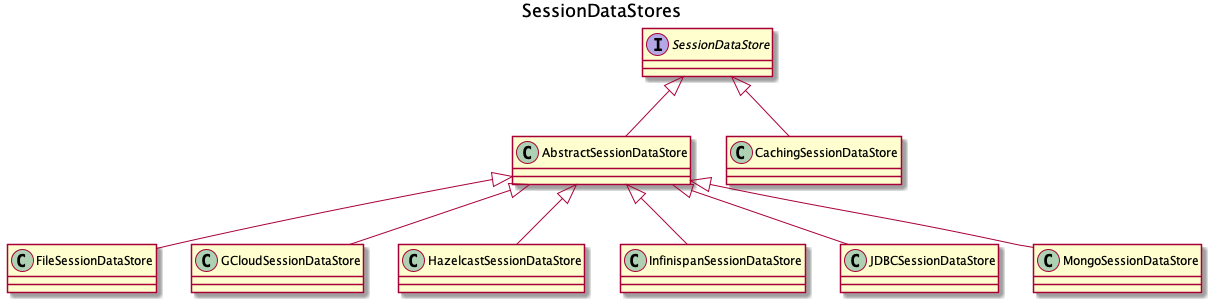 SessionDataStores
I SessionDataStore
C AbstractSessionDataStore
C CachingSessionDataStore
C FileSessionDataStore
C GCloudSessionDataStore
C HazelcastSessionDataStore
C InfinispanSessionDataStore
C JDBCSessionDataStore
C MongoSessionDataStore